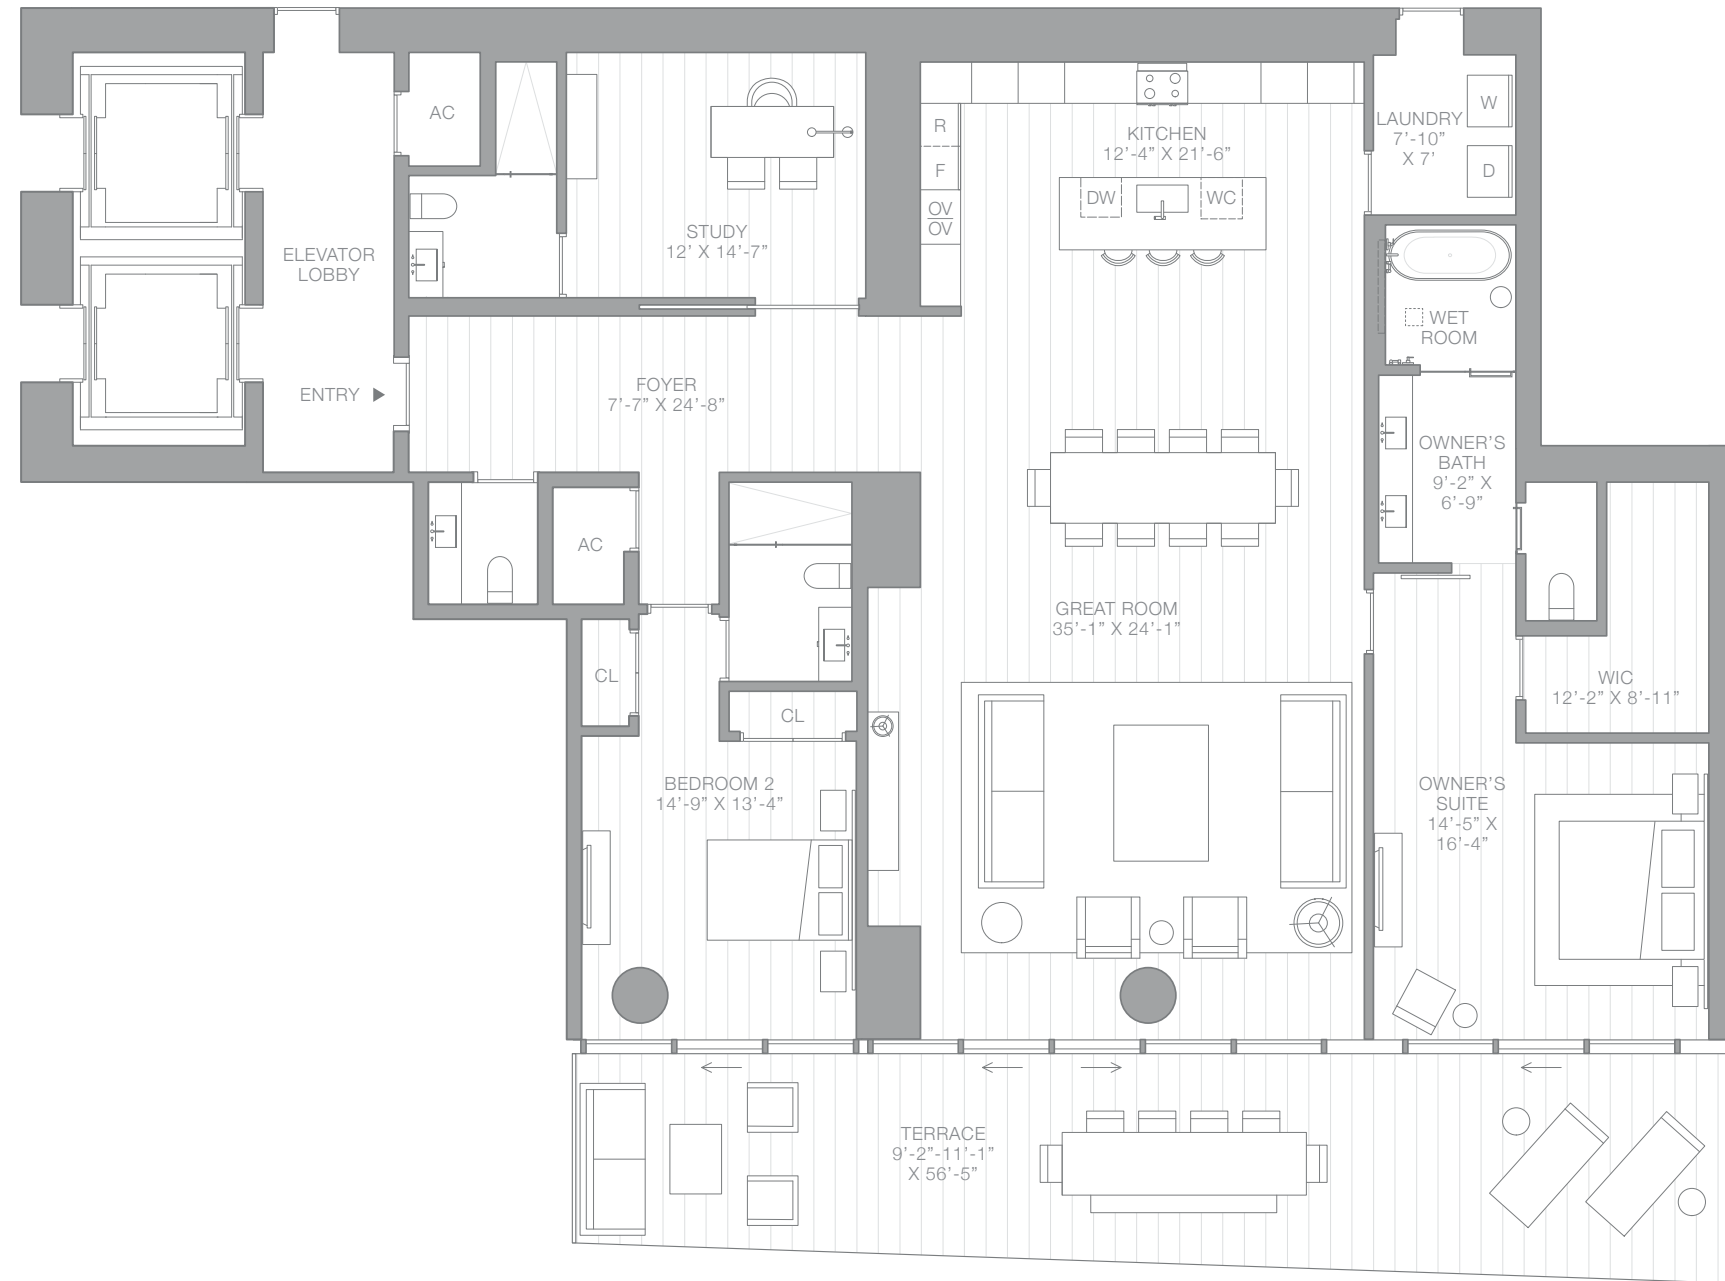 AC
W
LAUNDRY
7'-10"
X 7'
D
R
F
OV
OV
KITCHEN
12'-4" X 21'-6"
DW
WC
STUDY
12' X 14'-7"
ELEVATOR
LOBBY
WET
ROOM
ENTRY
FOYER
7'-7" X 24'-8"
OWNER'S
BATH
9'-2" X
6'-9"
AC
GREAT ROOM
35'-1" X 24'-1"
CL
WIC
12'-2" X 8'-11"
CL
BEDROOM 2
14'-9" X 13'-4"
OWNER'S
SUITE
14'-5" X
16'-4"
TERRACE
9'-2"-11'-1"
X 56'-5"